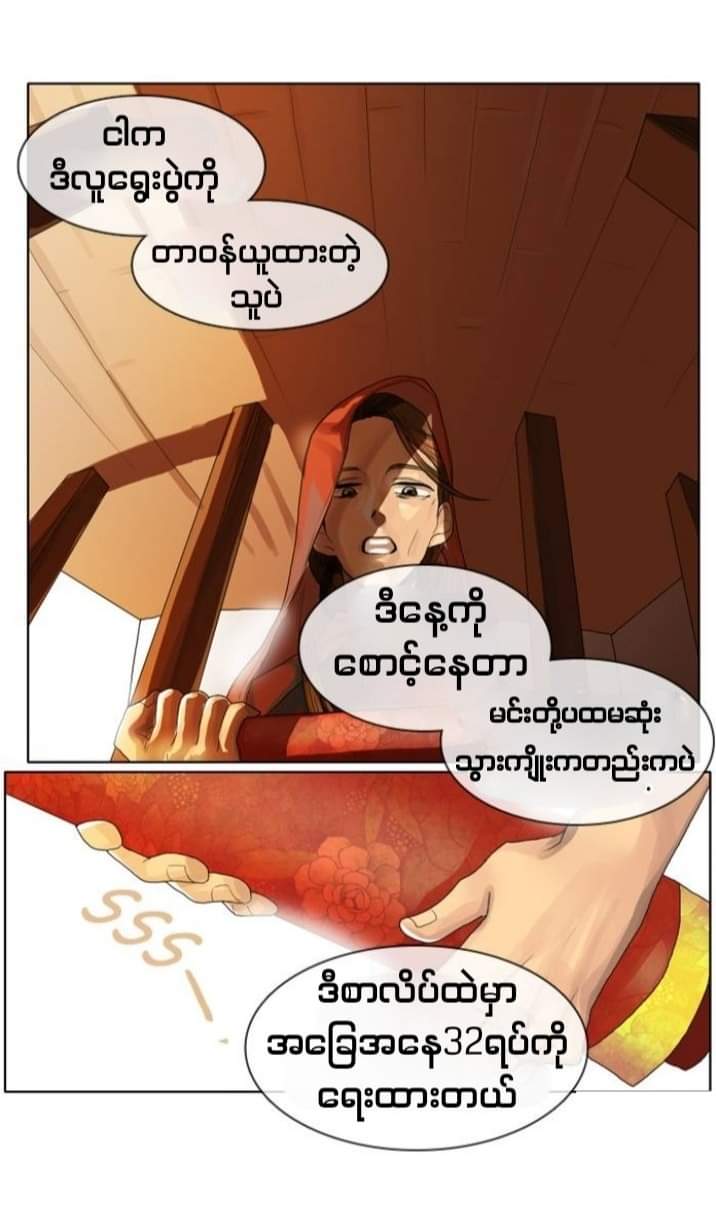 ငါက
ဒီလူရွေးပွဲကို
တာဝန်ယူထားတဲ့
သူပဲ
ဒီနေ့ကို
စောင့်နေတာ
မင်းတို့ပထမဆုံး
သွားကျိုးကတည်းကပဲ
SSS
ဒီစာလိပ်ထဲမှာ
အခြေအနေ32ရပ်ကို
ရေးထားတယ်